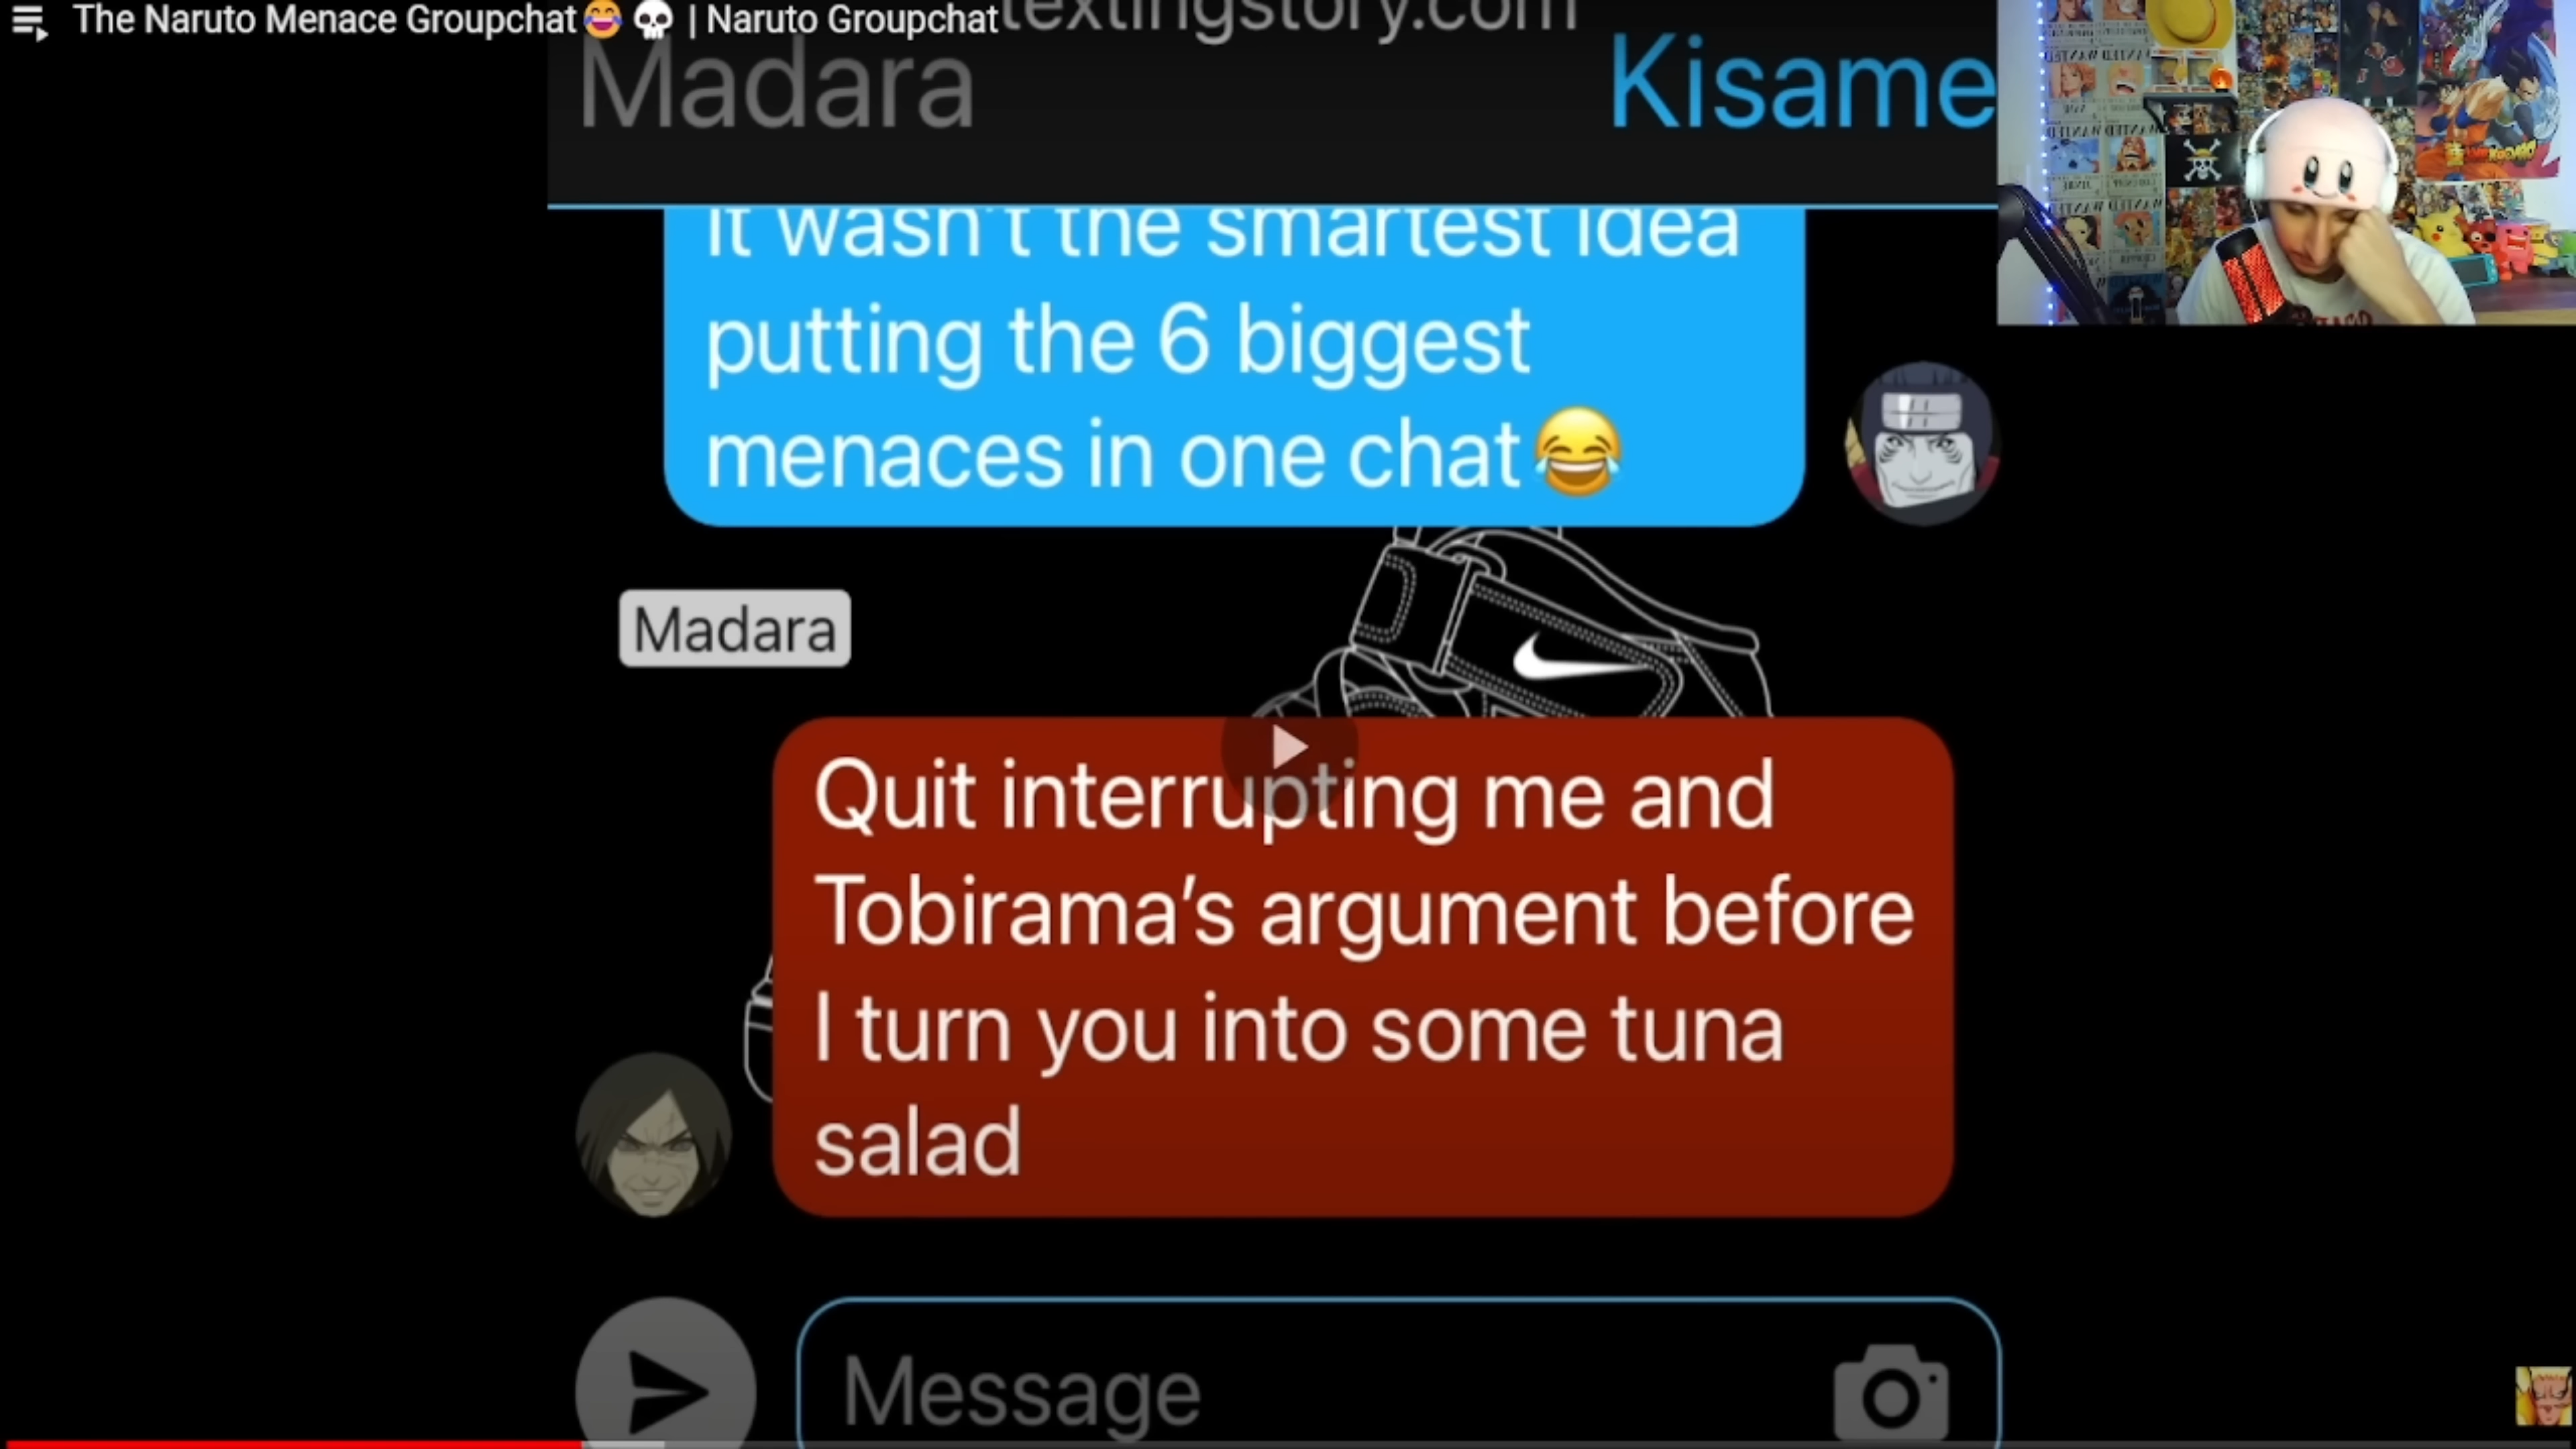 The Naruto Menace Groupchat😂💀 | Naruto Groupchat
textingstory.com
Madara
Kisame
It wasn't the smartest idea
putting the 6 biggest
menaces in one chat😂
Madara
Quit interrupting me and
Tobirama's argument before
I turn you into some tuna
salad
Message